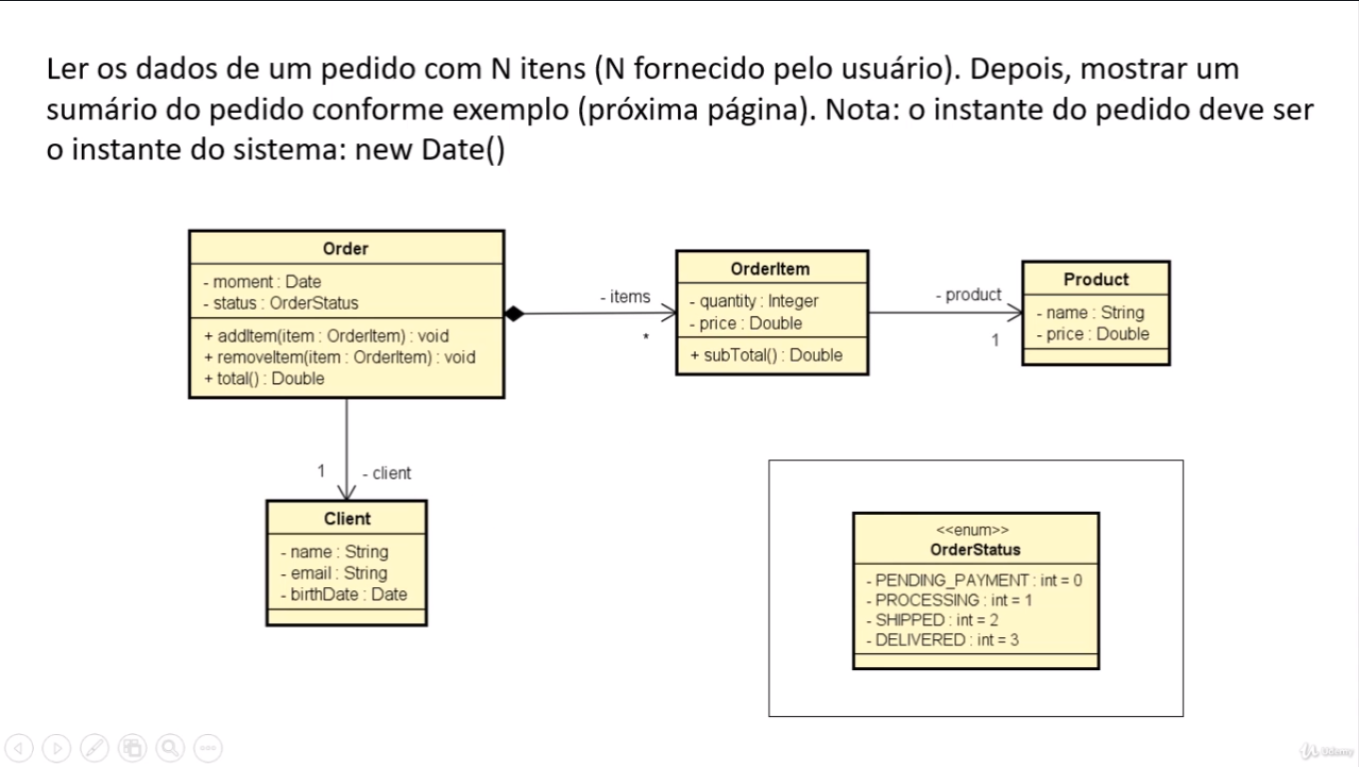 Ler os dados de um pedido com N itens (N fornecido pelo usuário). Depois, mostrar um
sumário do pedido conforme exemplo (próxima página). Nota: o instante do pedido deve ser
o instante do sistema: new Date()
Order
- moment : Date
- status : OrderStatus
+ addItem(item : OrderItem) : void
+ removeItem(item : OrderItem) : void
+ total() : Double
- items
*
OrderItem
- quantity : Integer
- price : Double
+ subTotal() : Double
- product
1
Product
- name : String
- price : Double
1
- client
Client
- name : String
- email : String
- birthDate : Date
<<enum>>
OrderStatus
- PENDING_PAYMENT : int = 0
- PROCESSING : int = 1
- SHIPPED : int = 2
- DELIVERED : int = 3
Udemy